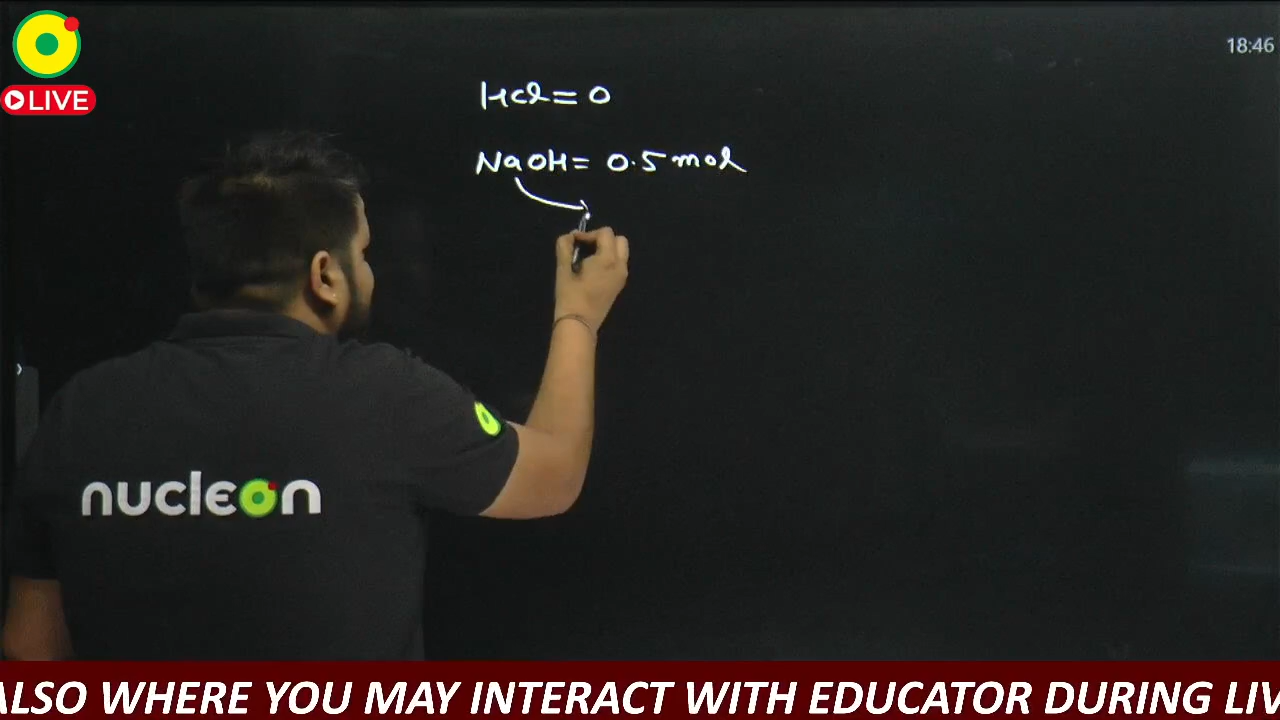 18:46
LIVE
HCl = 0
NaOH = 0.5 mol
nucleon
ALSO WHERE YOU MAY INTERACT WITH EDUCATOR DURING LIV